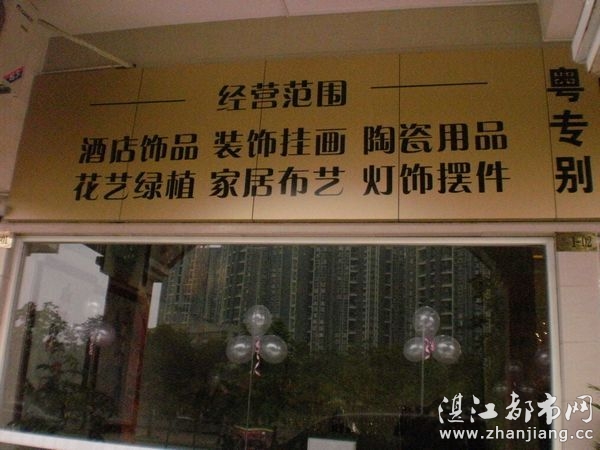 经营范围
酒店饰品 装饰挂画 陶瓷用品
花艺绿植 家居布艺 灯饰摆件
粤专别
1-02
湛江都市网
www.zhanjiang.cc